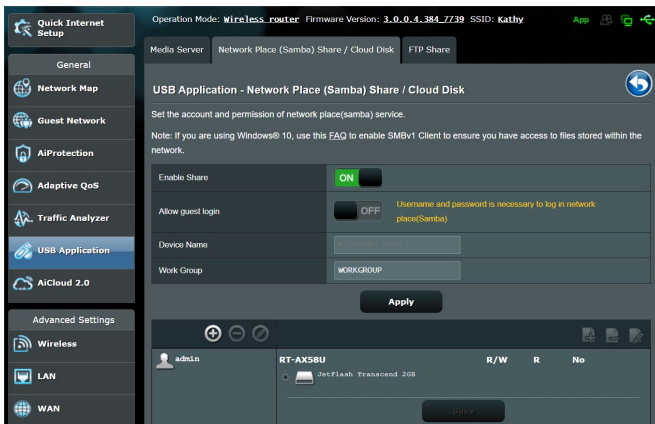 Quick Internet
Setup
Operation Mode: Wireless router Firmware Version: 3.0.0.4.384_7739 SSID: Kathy
App
Media Server
Network Place (Samba) Share / Cloud Disk
FTP Share
General
Network Map
Guest Network
AiProtection
Adaptive QoS
Traffic Analyzer
USB Application
AiCloud 2.0
Advanced Settings
Wireless
LAN
WAN
USB Application - Network Place (Samba) Share / Cloud Disk
Set the account and permission of network place(samba) service.
Note: If you are using Windows® 10, use this FAQ to enable SMBv1 Client to ensure you have access to files stored within the
network.
Enable Share
ON
Allow guest login
OFF
Username and password is necessary to log in network
place(Samba)
Device Name
Work Group
WORKGROUP
Apply
admin
RT-AX58U
R/W
R
No
JetFlash Transcend 2GB
Save